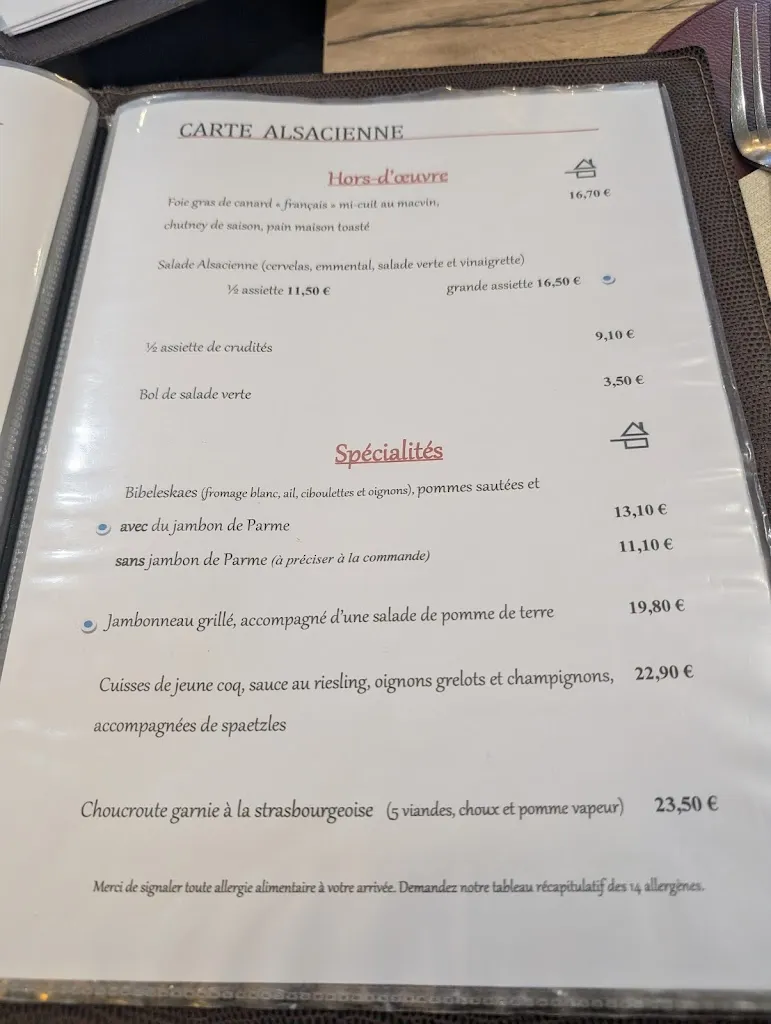 CARTE ALSACIENNE
Hors-d'œuvre
Foie gras de canard « français » mi-cuit au macvin, 16,70 €
chutney de saison, pain maison toasté
Salade Alsacienne (cervelas, emmental, salade verte et vinaigrette)
½ assiette 11,50 € grande assiette 16,50 €
½ assiette de crudités 9,10 €
Bol de salade verte 3,50 €
Spécialités
Bibeleskaes (fromage blanc, ail, ciboulettes et oignons), pommes sautées et
avec du jambon de Parme 13,10 €
sans jambon de Parme (à préciser à la commande) 11,10 €
Jambonneau grillé, accompagné d'une salade de pomme de terre 19,80 €
Cuisses de jeune coq, sauce au riesling, oignons grelots et champignons, 22,90 €
accompagnées de spaetzles
Choucroute garnie à la strasbourgeoise (5 viandes, choux et pomme vapeur) 23,50 €
Merci de signaler toute allergie alimentaire à votre arrivée. Demandez notre tableau récapitulatif des 14 allergènes.